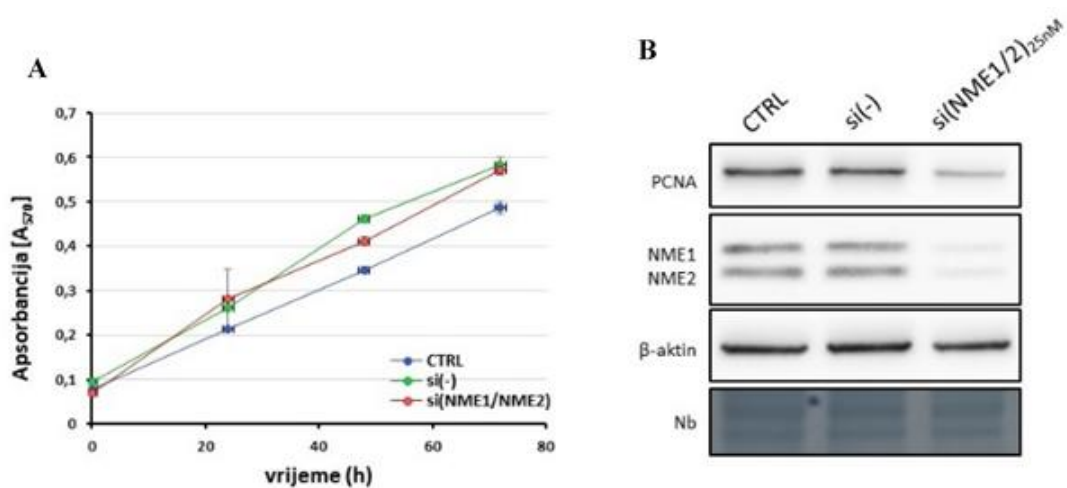 A
0,7
0,6
0,5
0,4
0,3
0,2
0,1
0
0
20
40
60
80
Apsorbancija [A570]
vrijeme (h)
CTRL
si(-)
si(NME1/NME2)
B
CTRL
si(-)
si(NME1/2)25nM
PCNA
NME1
NME2
β-aktin
Nb